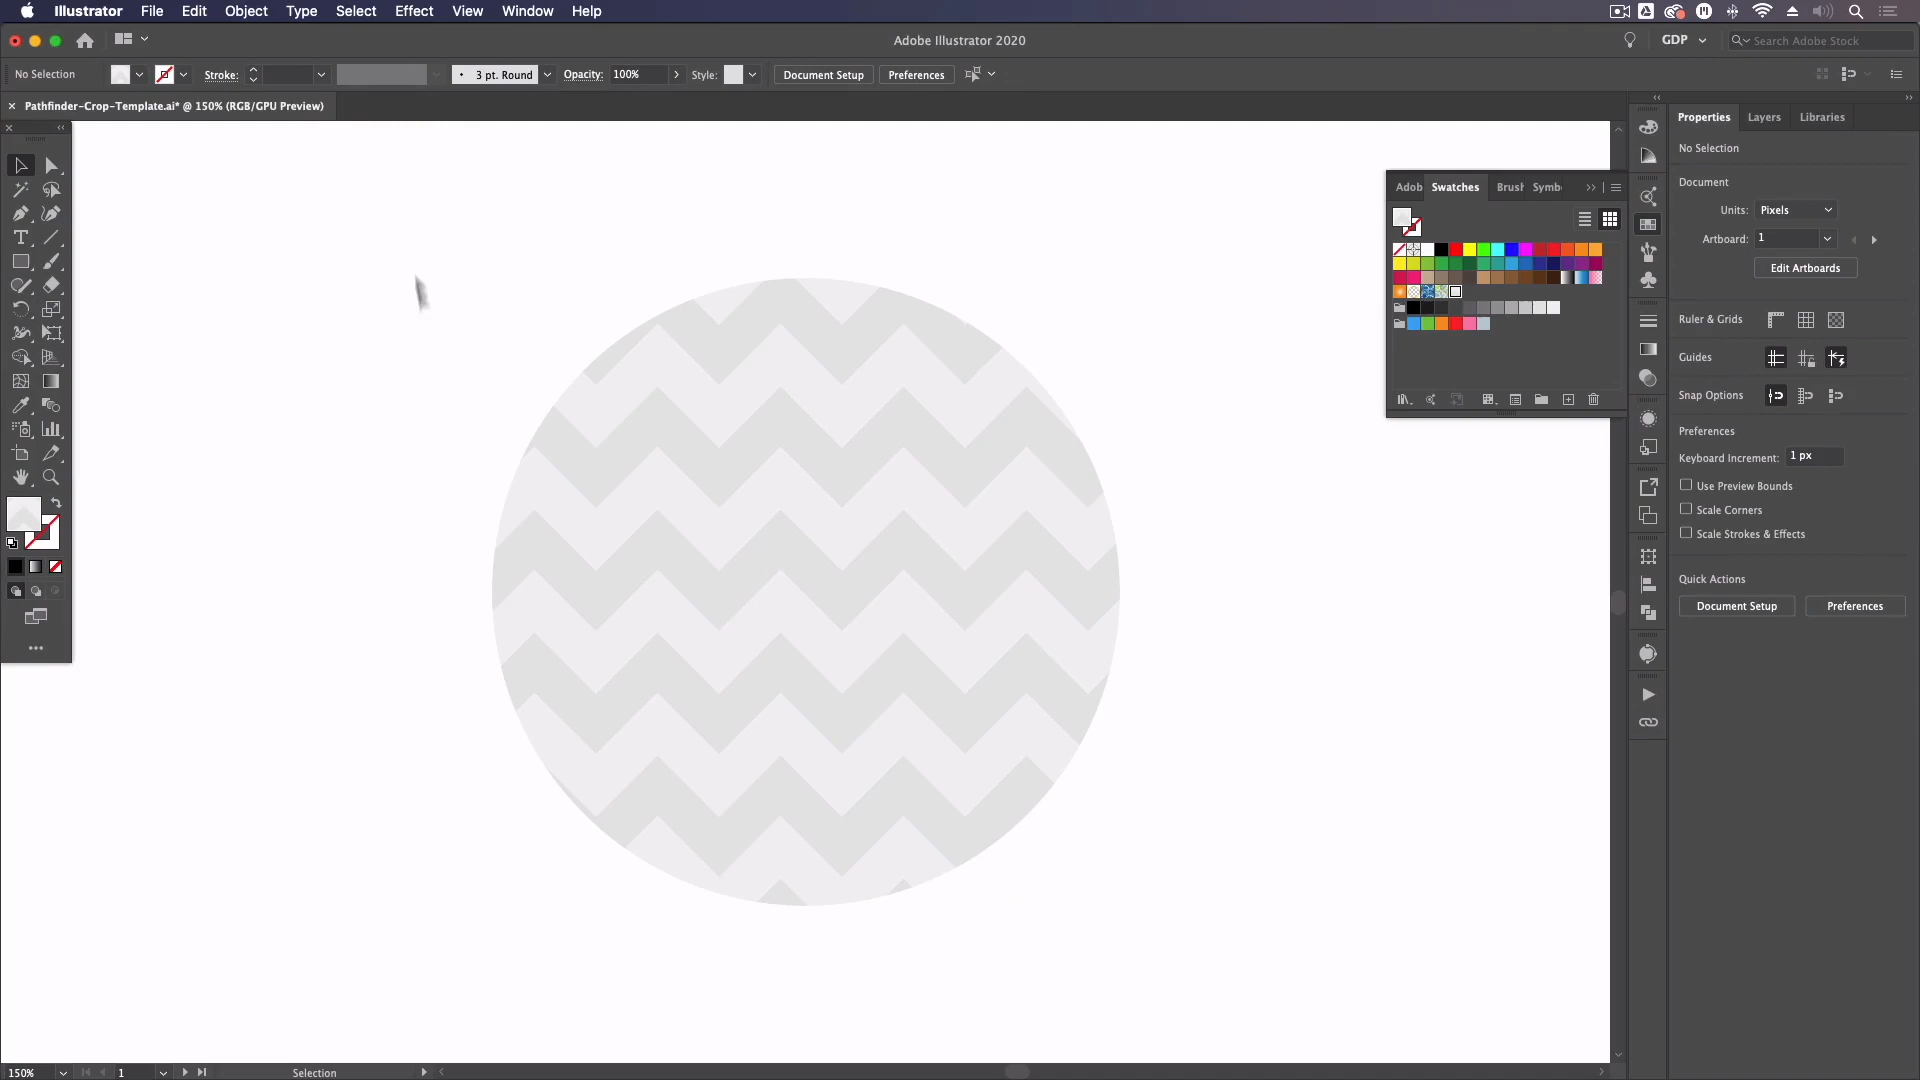 Illustrator File Edit Object Type Select Effect View Window Help
Adobe Illustrator 2020
GDP
Search Adobe Stock
No Selection
Stroke:
3 pt. Round
Opacity: 100%
Style:
Document Setup
Preferences
Pathfinder-Crop-Template.ai* @ 150% (RGB/GPU Preview)
Adob Swatches Brush Symb
Properties Layers Libraries
No Selection
Document
Units: Pixels
Artboard: 1
Edit Artboards
Ruler & Grids
Guides
Snap Options
Preferences
Keyboard Increment: 1 px
Use Preview Bounds
Scale Corners
Scale Strokes & Effects
Quick Actions
Document Setup Preferences
150% 1 Selection